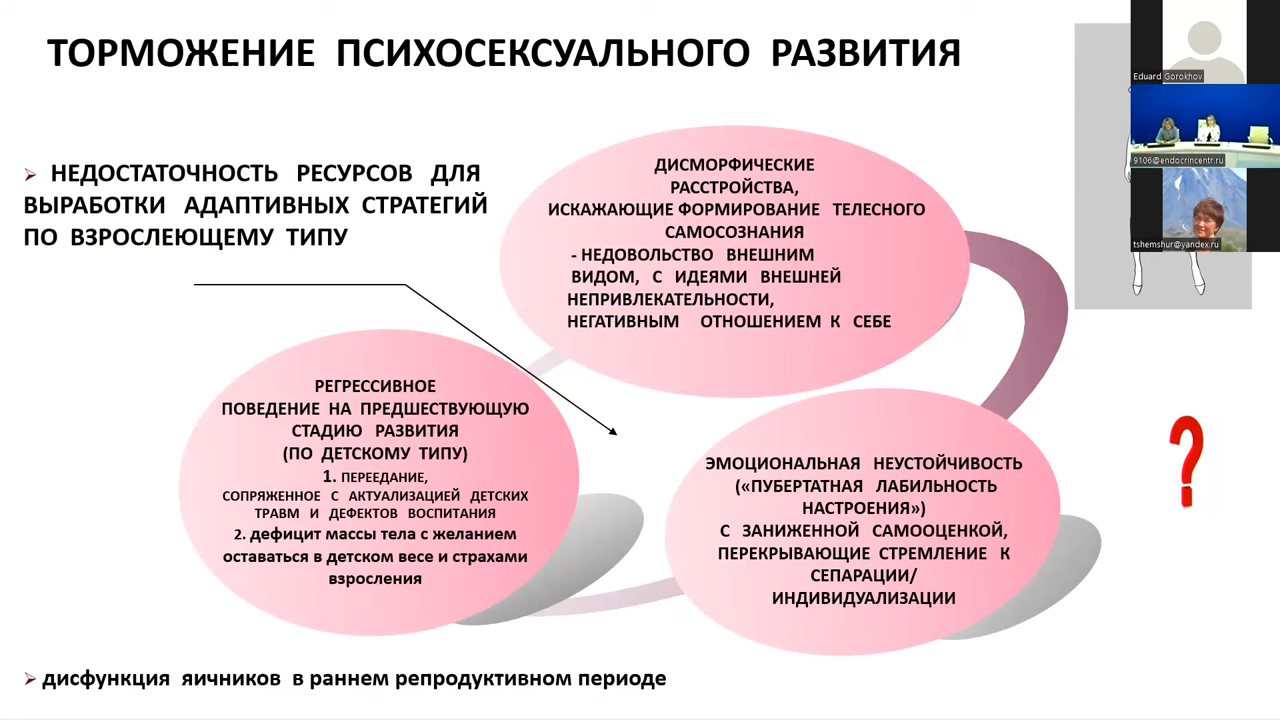 ТОРМОЖЕНИЕ ПСИХОСЕКСУАЛЬНОГО РАЗВИТИЯ
➢ НЕДОСТАТОЧНОСТЬ РЕСУРСОВ ДЛЯ
ВЫРАБОТКИ АДАПТИВНЫХ СТРАТЕГИЙ
ПО ВЗРОСЛЕЮЩЕМУ ТИПУ
ДИСМОРФИЧЕСКИЕ
РАССТРОЙСТВА,
ИСКАЖАЮЩИЕ ФОРМИРОВАНИЕ ТЕЛЕСНОГО
САМОСОЗНАНИЯ
- НЕДОВОЛЬСТВО ВНЕШНИМ
ВИДОМ, С ИДЕЯМИ ВНЕШНЕЙ
НЕПРИВЛЕКАТЕЛЬНОСТИ,
НЕГАТИВНЫМ ОТНОШЕНИЕМ К СЕБЕ
РЕГРЕССИВНОЕ
ПОВЕДЕНИЕ НА ПРЕДШЕСТВУЮЩУЮ
СТАДИЮ РАЗВИТИЯ
(ПО ДЕТСКОМУ ТИПУ)
1. ПЕРЕЕДАНИЕ,
СОПРЯЖЕННОЕ С АКТУАЛИЗАЦИЕЙ ДЕТСКИХ
ТРАВМ И ДЕФЕКТОВ ВОСПИТАНИЯ
2. дефицит массы тела с желанием
оставаться в детском весе и страхами
взросления
ЭМОЦИОНАЛЬНАЯ НЕУСТОЙЧИВОСТЬ
(«ПУБЕРТАТНАЯ ЛАБИЛЬНОСТЬ
НАСТРОЕНИЯ»)
С ЗАНИЖЕННОЙ САМООЦЕНКОЙ,
ПЕРЕКРЫВАЮЩИЕ СТРЕМЛЕНИЕ К
СЕПАРАЦИИ/
ИНДИВИДУАЛИЗАЦИИ
?
➢ дисфункция яичников в раннем репродуктивном периоде
Eduard Gorokhov
9106@endocrincentr.ru
tshemshur@yandex.ru